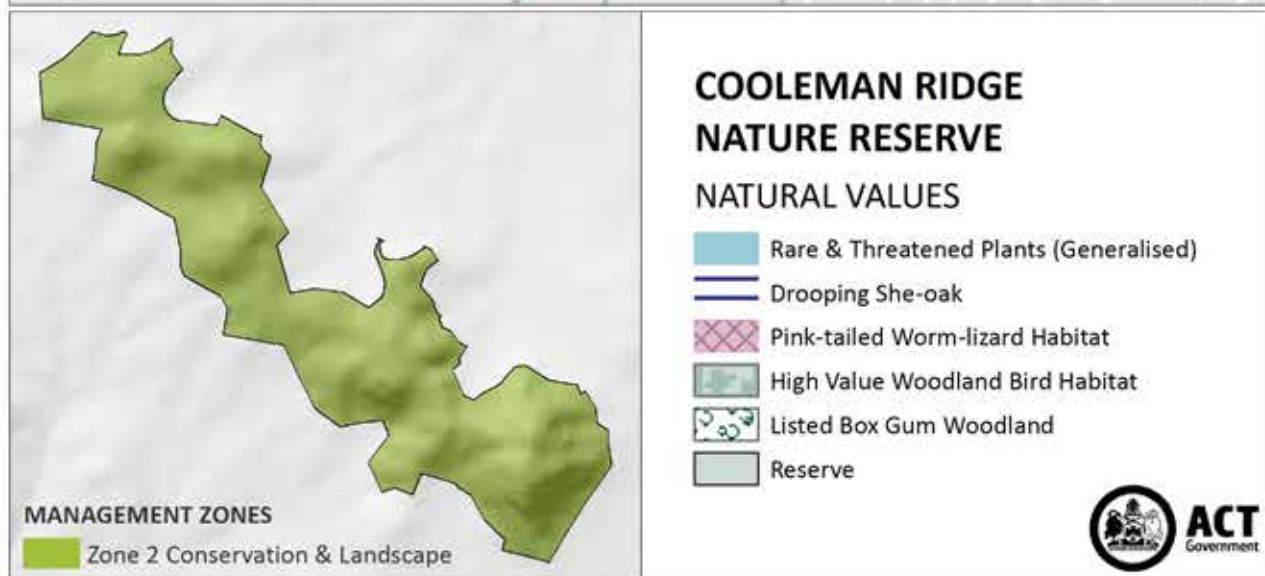 MANAGEMENT ZONES
Zone 2 Conservation & Landscape
COOLEMAN RIDGE
NATURE RESERVE
NATURAL VALUES
Rare & Threatened Plants (Generalised)
Drooping She-oak
Pink-tailed Worm-lizard Habitat
High Value Woodland Bird Habitat
Listed Box Gum Woodland
Reserve
ACT
Government